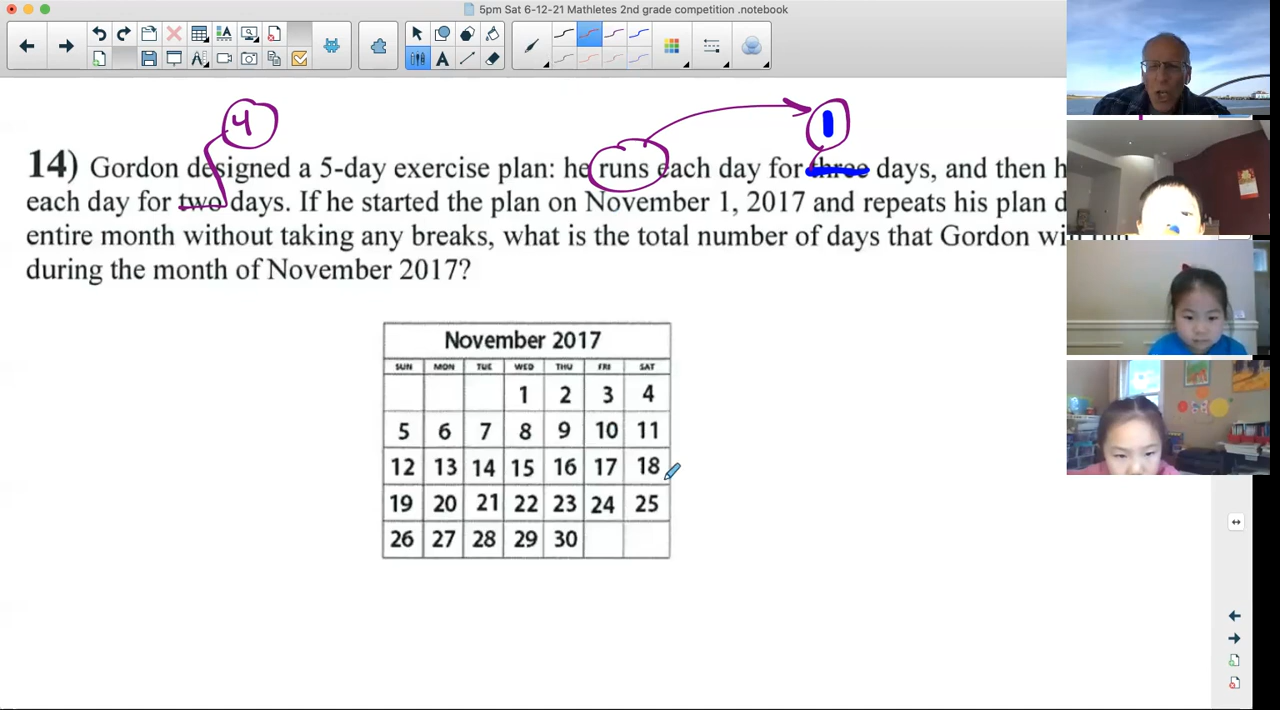 5pm Sat 6-12-21 Mathletes 2nd grade competition .notebook
4
1
14) Gordon designed a 5-day exercise plan: he runs each day for three days, and then h
each day for two days. If he started the plan on November 1, 2017 and repeats his plan d
entire month without taking any breaks, what is the total number of days that Gordon will run
during the month of November 2017?
November 2017
SUN MON TUE WED THU FRI SAT
1 2 3 4
5 6 7 8 9 10 11
12 13 14 15 16 17 18
19 20 21 22 23 24 25
26 27 28 29 30